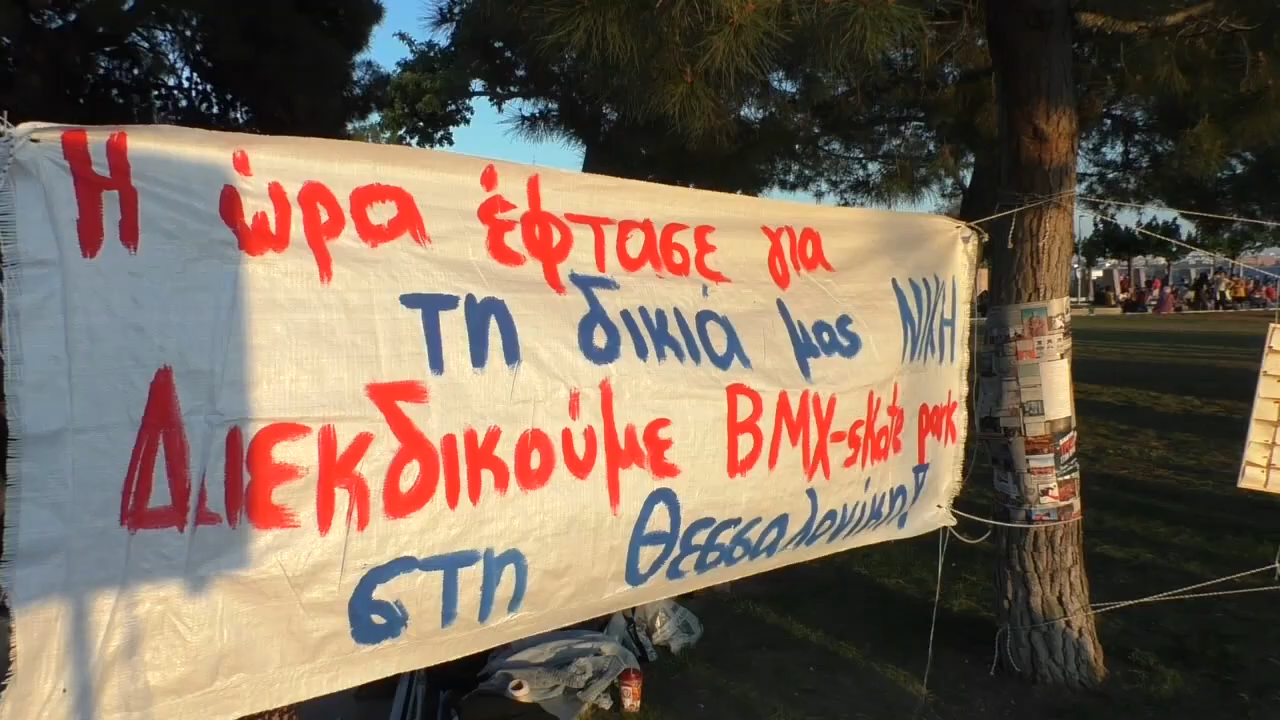 Η ώρα έφτασε για
τη δικιά μας ΝΙΚΗ
Διεκδικούμε BMX-skate park
στη Θεσσαλονίκη!